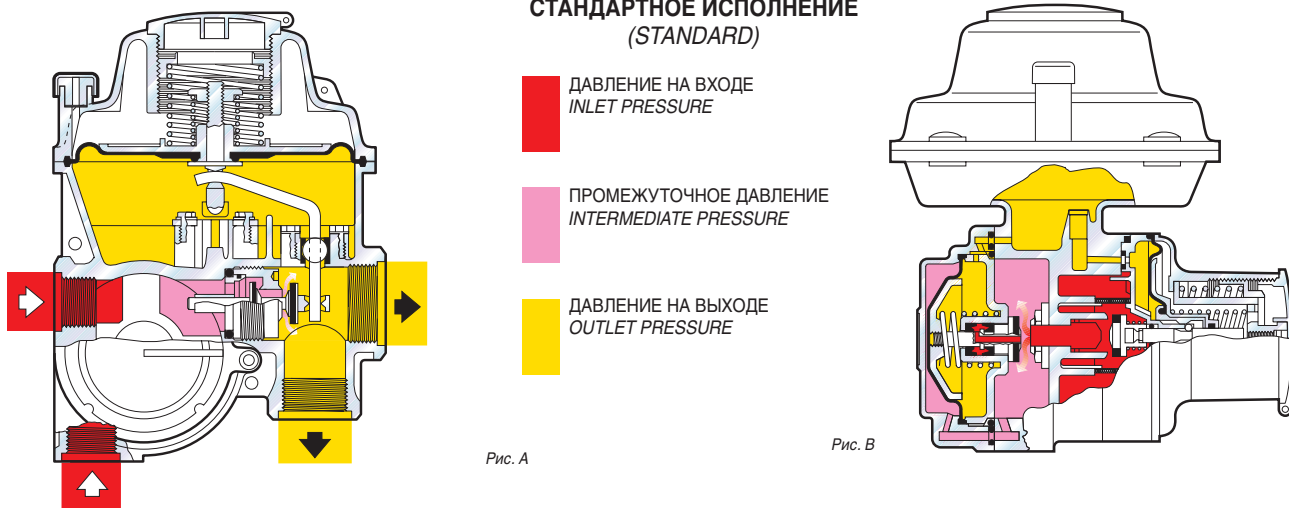 СТАНДАРТНОЕ ИСПОЛНЕНИЕ
(STANDARD)
ДАВЛЕНИЕ НА ВХОДЕ
INLET PRESSURE
ПРОМЕЖУТОЧНОЕ ДАВЛЕНИЕ
INTERMEDIATE PRESSURE
ДАВЛЕНИЕ НА ВЫХОДЕ
OUTLET PRESSURE
Рис. A
Рис. B